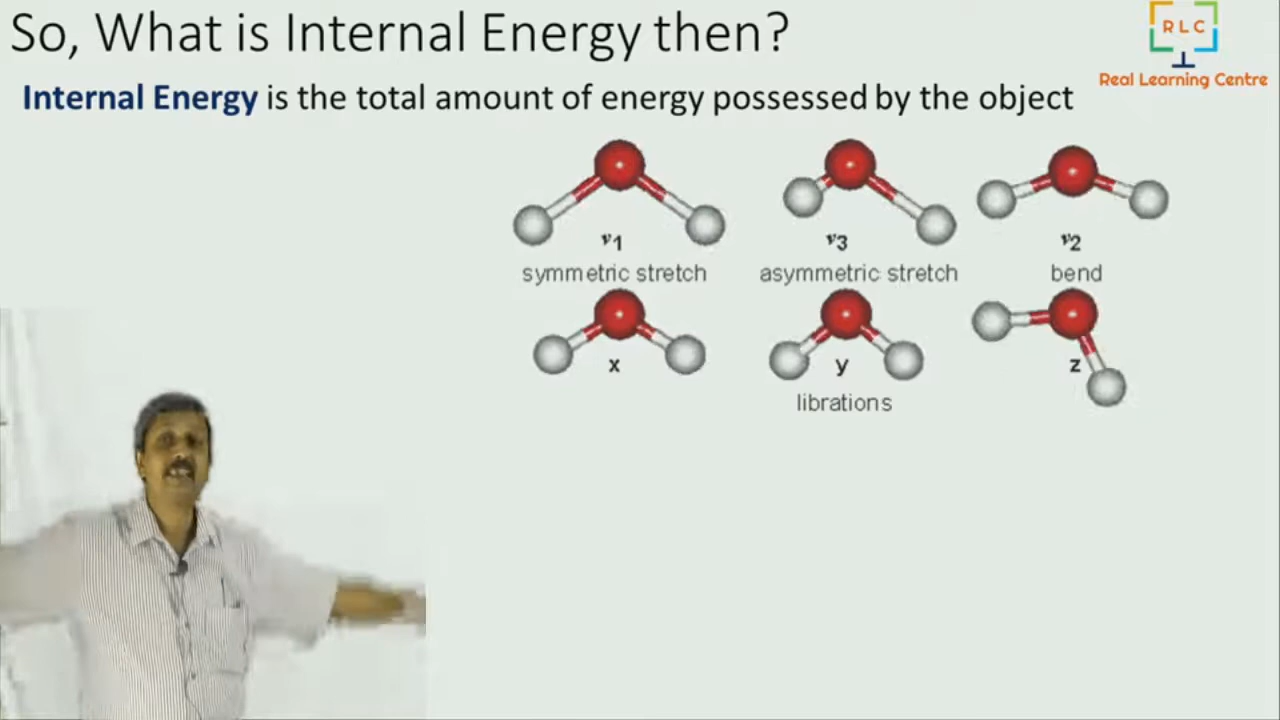 So, What is Internal Energy then?
R L C
Real Learning Centre
Internal Energy is the total amount of energy possessed by the object
ν1
ν3
ν2
symmetric stretch
asymmetric stretch
bend
x
y
z
librations